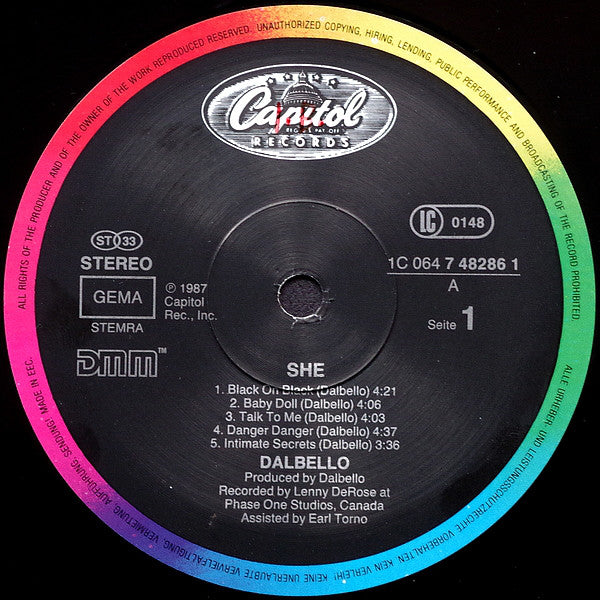 ALL RIGHTS OF THE PRODUCER AND OF THE OWNER OF THE WORK REPRODUCED RESERVED. UNAUTHORIZED COPYING, HIRING, LENDING, PUBLIC PERFORMANCE AND BROADCASTING OF THE RECORD PROHIBITED.
Capitol
REG. U.S. PAT. OFF.
RECORDS
ST 33
STEREO
GEMA
STEMRA
DMM™
℗ 1987
Capitol
Rec., Inc.
LC 0148
1C 064 7 48286 1
A
Seite 1
SHE
1. Black On Black (Dalbello) 4:21
2. Baby Doll (Dalbello) 4:06
3. Talk To Me (Dalbello) 4:03
4. Danger Danger (Dalbello) 4:37
5. Intimate Secrets (Dalbello) 3:36
DALBELLO
Produced by Dalbello
Recorded by Lenny DeRose at
Phase One Studios, Canada
Assisted by Earl Torno
ALLE URHEBER- UND LEISTUNGSSCHUTZRECHTE VORBEHALTEN. KEIN VERLEIH! KEINE UNERLAUBTE VERVIELFÄLTIGUNG, VERMIETUNG, AUFFÜHRUNG, SENDUNG! MADE IN EEC.